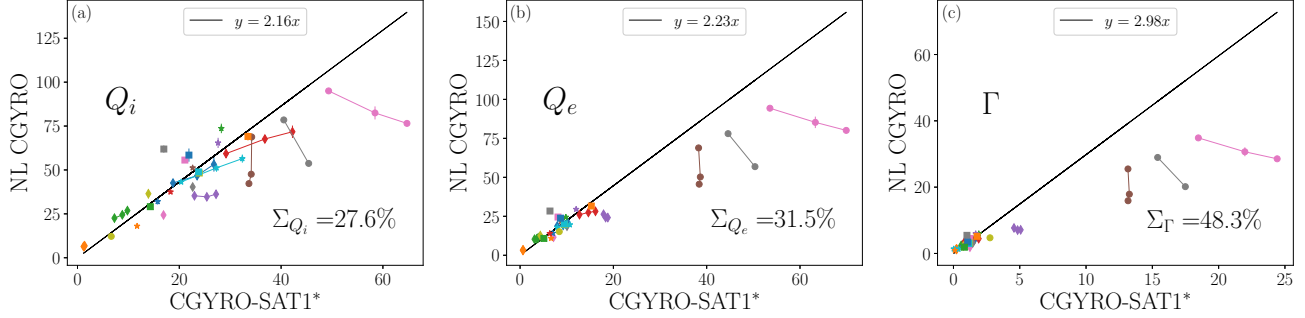 (a)
y = 2.16x
Q_i
Σ_{Q_i} =27.6%
NL CGYRO
125
100
75
50
25
0
0 20 40 60
CGYRO-SAT1*
(b)
y = 2.23x
Q_e
Σ_{Q_e} =31.5%
NL CGYRO
150
125
100
75
50
25
0
0 20 40 60
CGYRO-SAT1*
(c)
y = 2.98x
Γ
Σ_Γ =48.3%
NL CGYRO
60
40
20
0
0 5 10 15 20 25
CGYRO-SAT1*